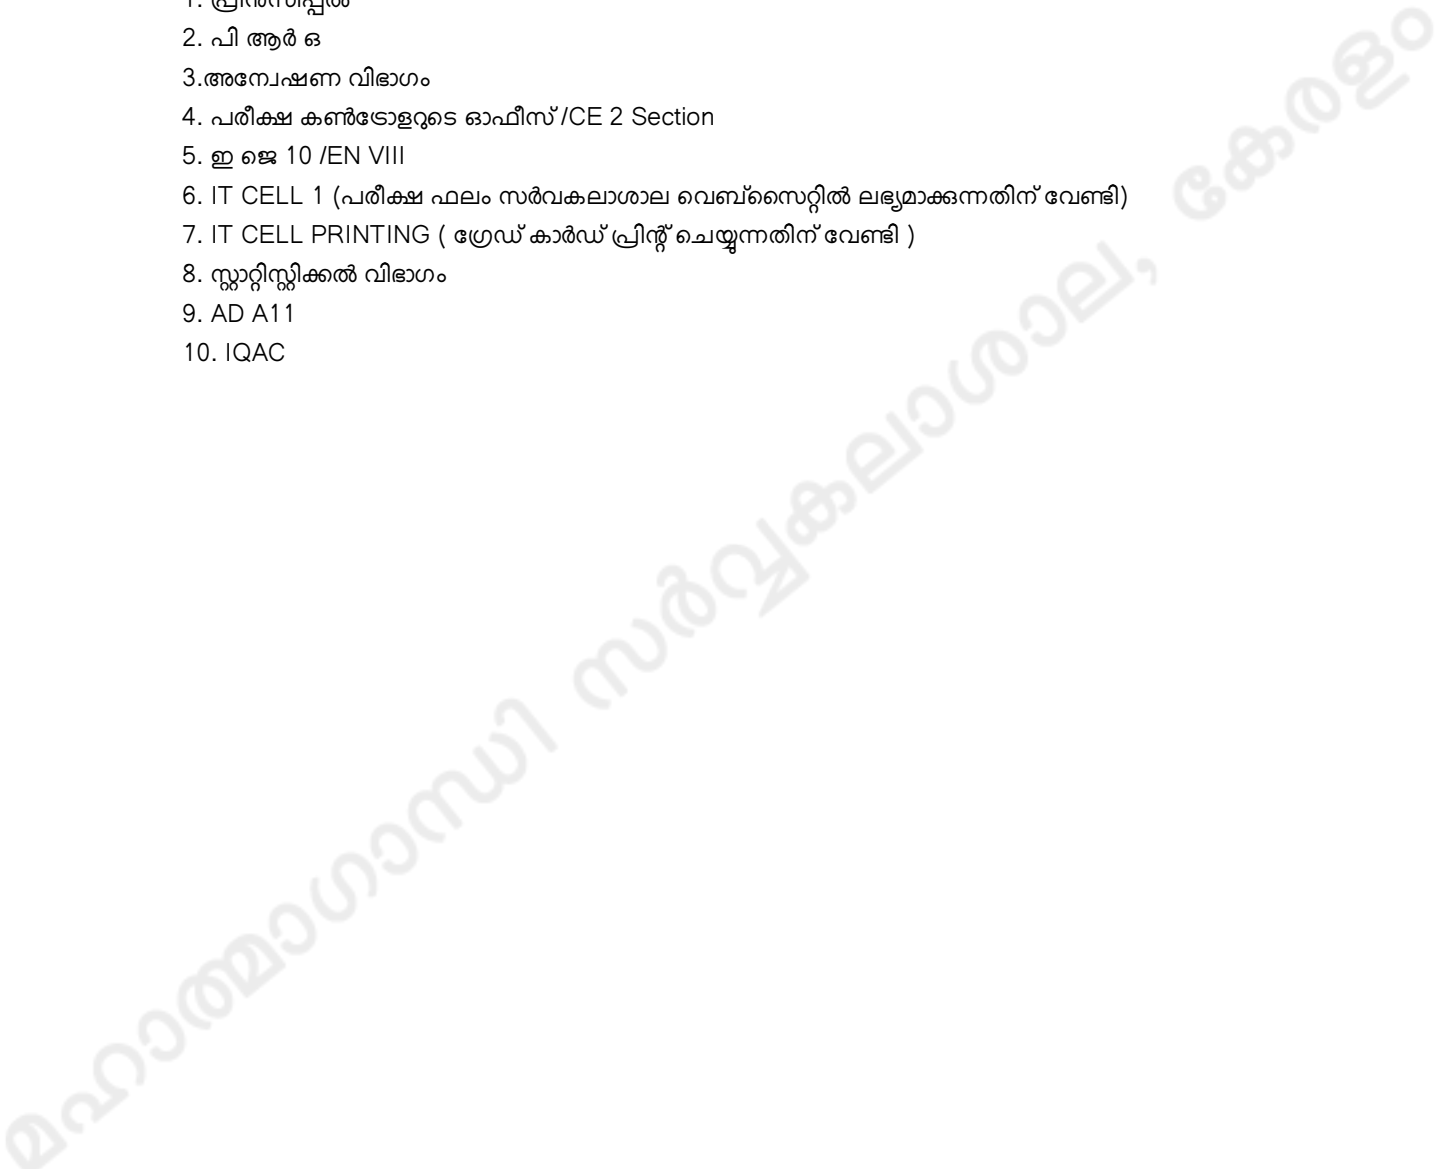 1. പ്രിൻസിപ്പൽ
2. പി ആർ ഒ
3.അന്വേഷണ വിഭാഗം
4. പരീക്ഷ കൺട്രോളറുടെ ഓഫീസ് /CE 2 Section
5. ഇ ജെ 10 /EN VIII
6. IT CELL 1 (പരീക്ഷ ഫലം സർവകലാശാല വെബ്സൈറ്റിൽ ലഭ്യമാക്കുന്നതിന് വേണ്ടി)
7. IT CELL PRINTING ( ഗ്രേഡ് കാർഡ് പ്രിന്റ് ചെയ്യുന്നതിന് വേണ്ടി )
8. സ്റ്റാറ്റിസ്റ്റിക്കൽ വിഭാഗം
9. AD A11
10. IQAC
മഹാത്മാഗാന്ധി സർവ്വകലാശാല, കേരളം